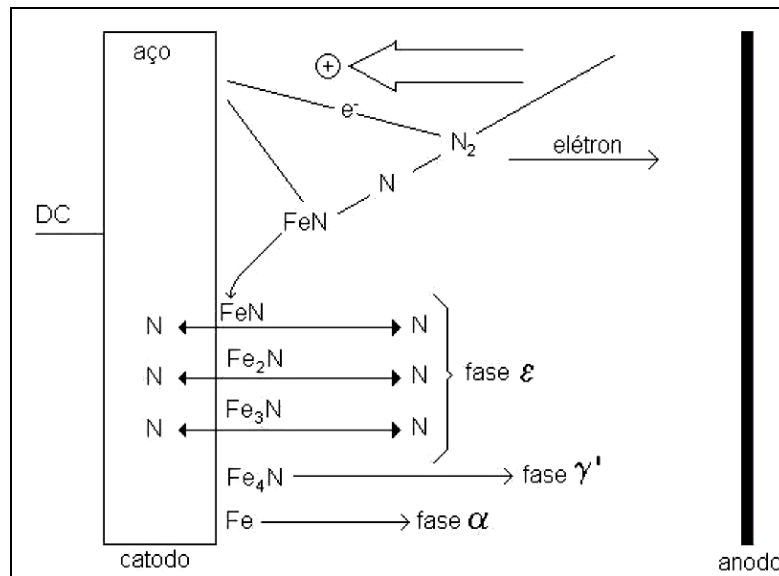 aço
+
e-
N₂
elétron
N
FeN
DC
FeN
N N
Fe₂N
N N
fase ε
Fe₃N
N N
Fe₄N fase γ'
Fe fase α
catodo anodo